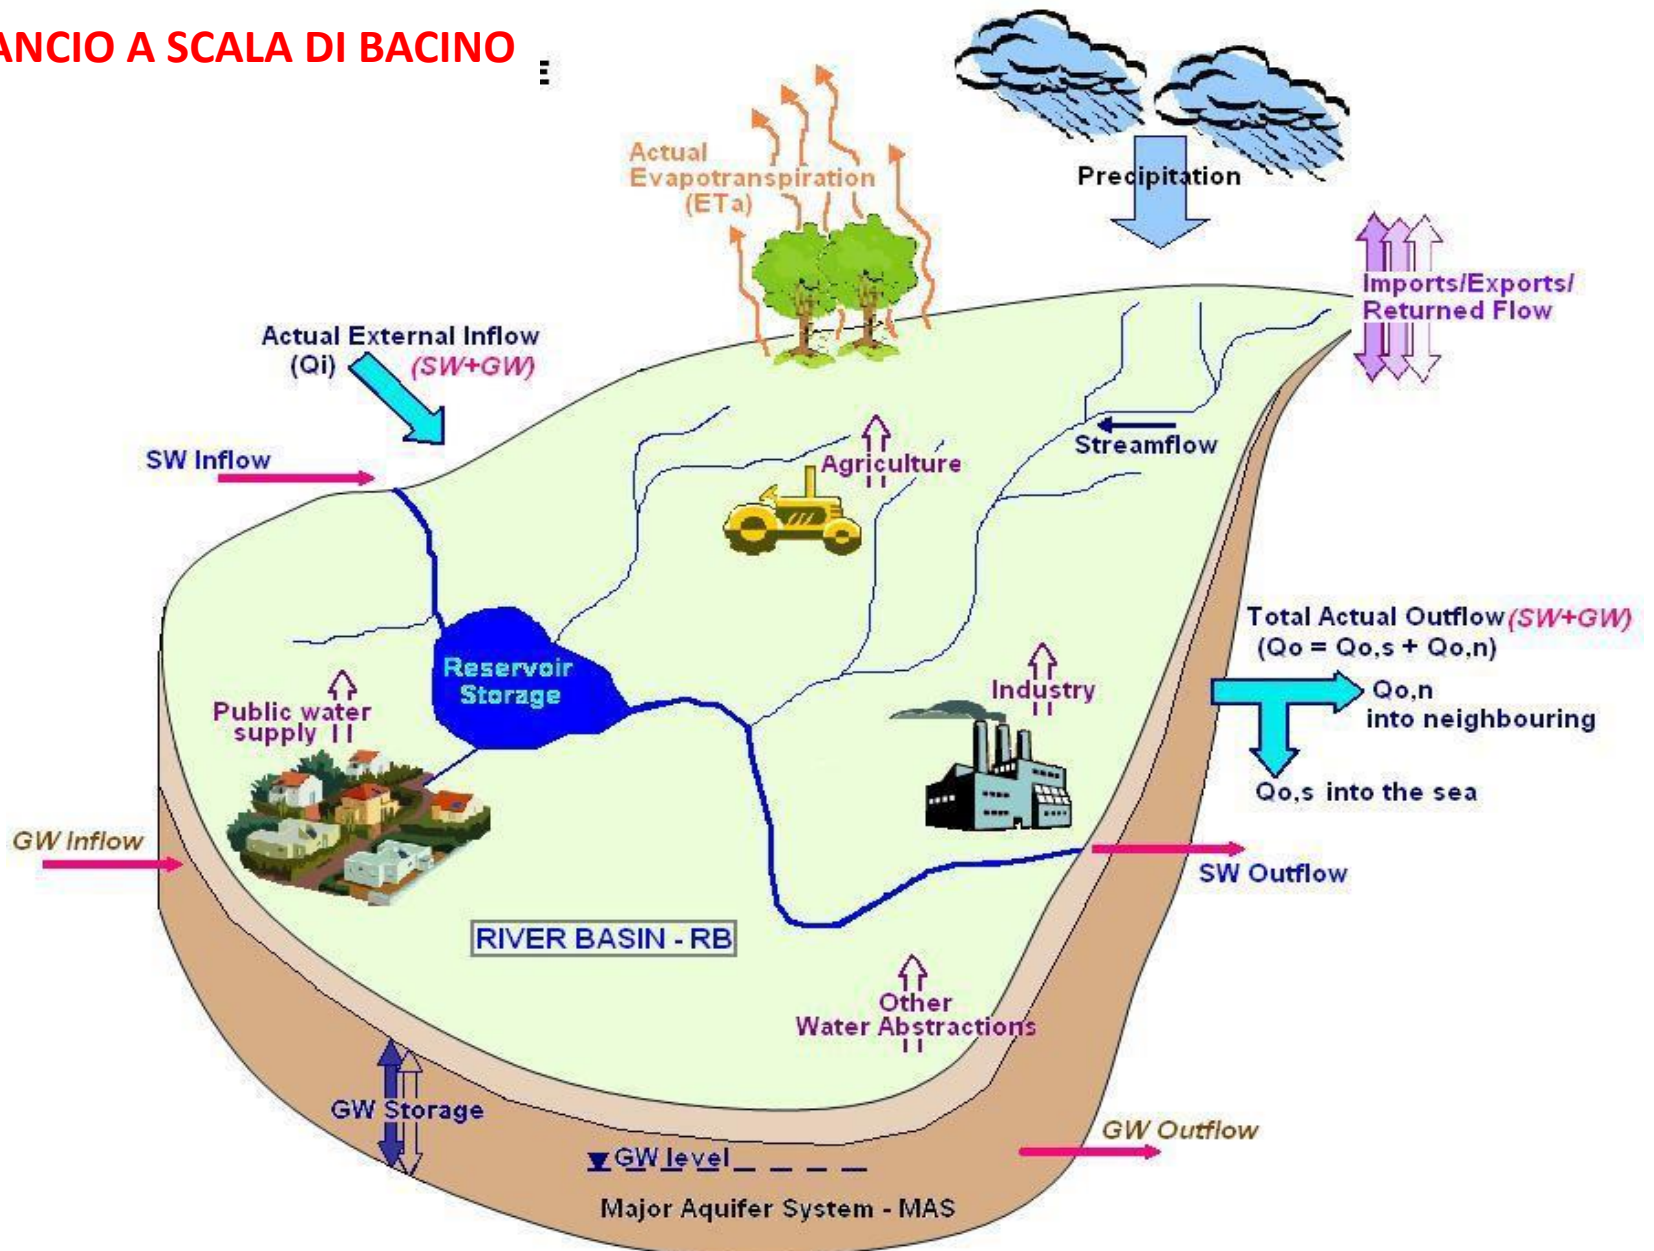 ANCIO A SCALA DI BACINO
Actual
Evapotranspiration
(ETa)
Precipitation
Imports/Exports/
Returned Flow
Actual External Inflow
(Qi) (SW+GW)
SW Inflow
Streamflow
Agriculture
Total Actual Outflow (SW+GW)
(Qo = Qo,s + Qo,n)
Reservoir
Storage
Industry
Qo,n
into neighbouring
Public water
supply
Qo,s into the sea
GW Inflow
SW Outflow
RIVER BASIN - RB
Other
Water Abstractions
GW Storage
GW Outflow
GW level
Major Aquifer System - MAS